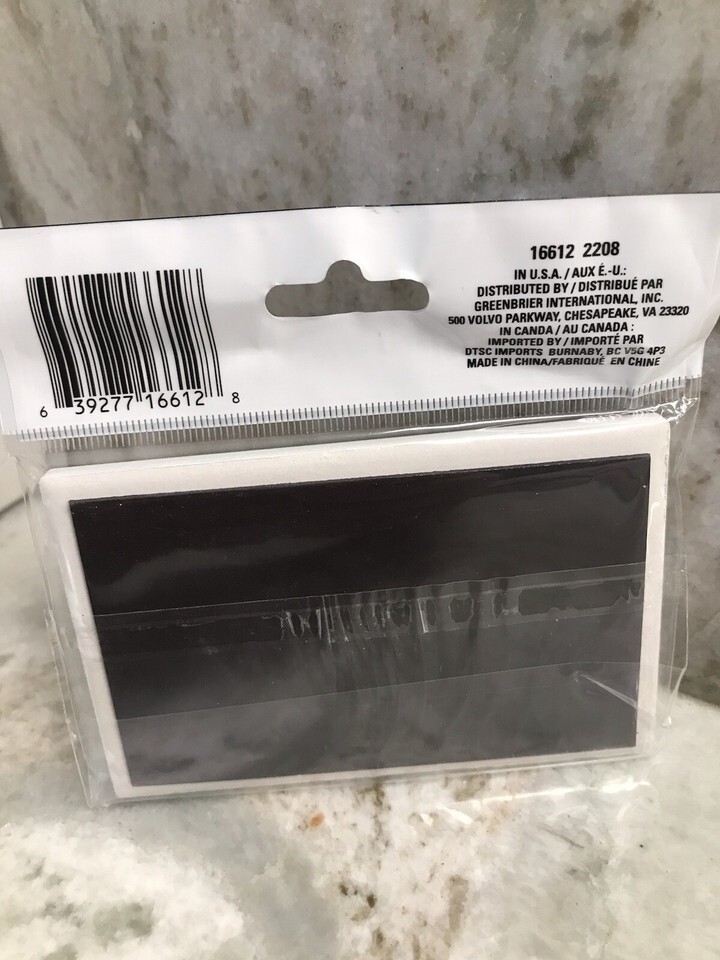 16612 2208
IN U.S.A. / AUX É.-U.:
DISTRIBUTED BY / DISTRIBUÉ PAR
GREENBRIER INTERNATIONAL, INC.
500 VOLVO PARKWAY, CHESAPEAKE, VA 23320
IN CANDA / AU CANADA :
IMPORTED BY / IMPORTÉ PAR
DTSC IMPORTS BURNABY, BC V5G 4P3
MADE IN CHINA/FABRIQUÉ EN CHINE
6 39277 16612 8